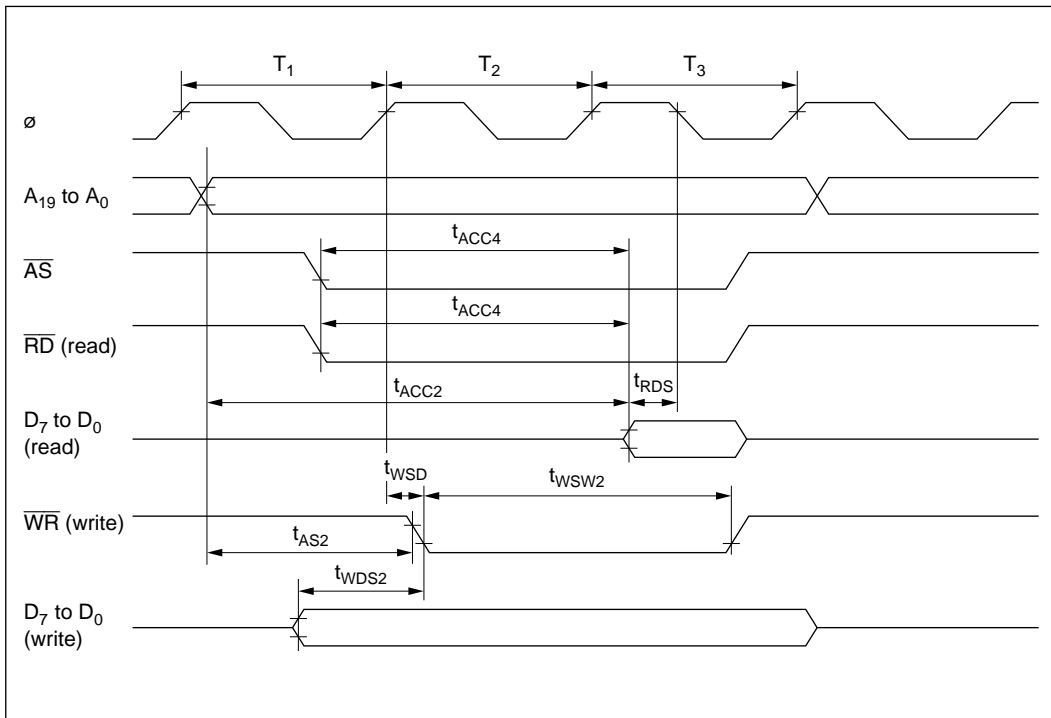 T1 T2 T3
ø
A19 to A0
tACC4
AS
tACC4
RD (read)
tACC2 tRDS
D7 to D0
(read)
tWSD tWSW2
WR (write)
tAS2
tWDS2
D7 to D0
(write)